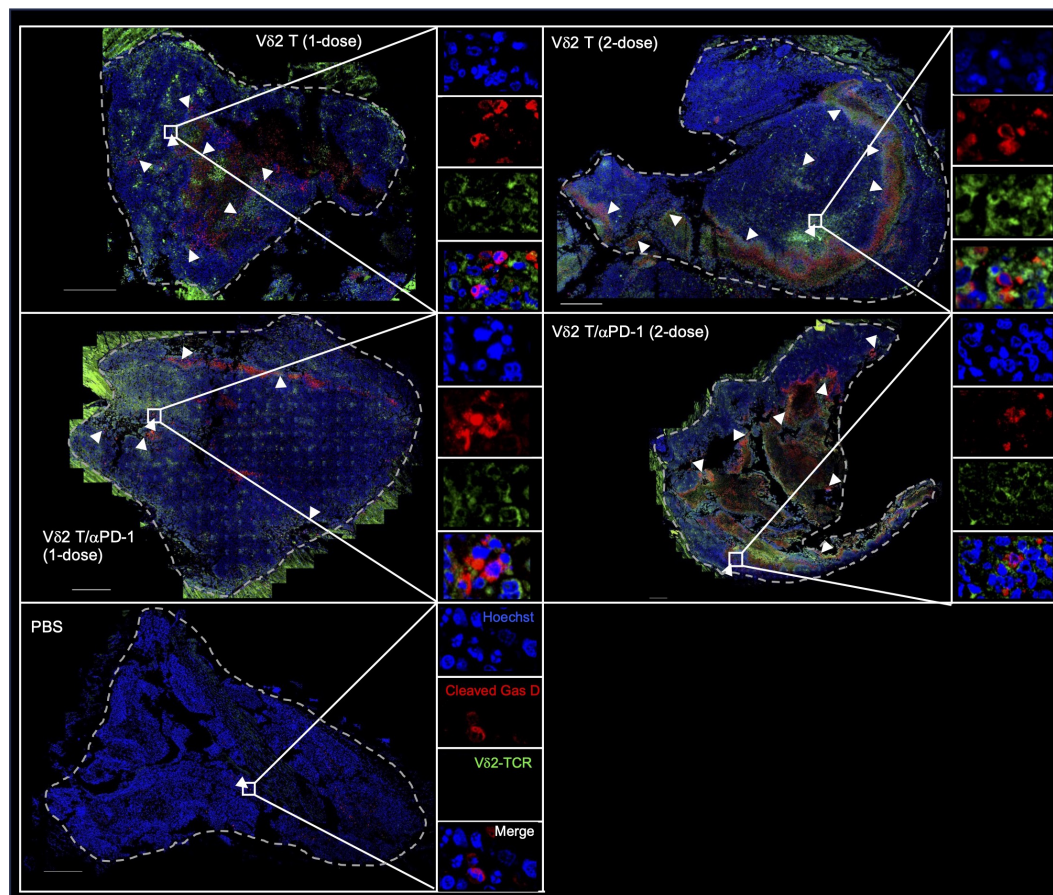 Vδ2 T (1-dose)
Vδ2 T (2-dose)
Vδ2 T/αPD-1
(1-dose)
Vδ2 T/αPD-1 (2-dose)
PBS
Hoechst
Cleaved Gas D
Vδ2-TCR
Merge